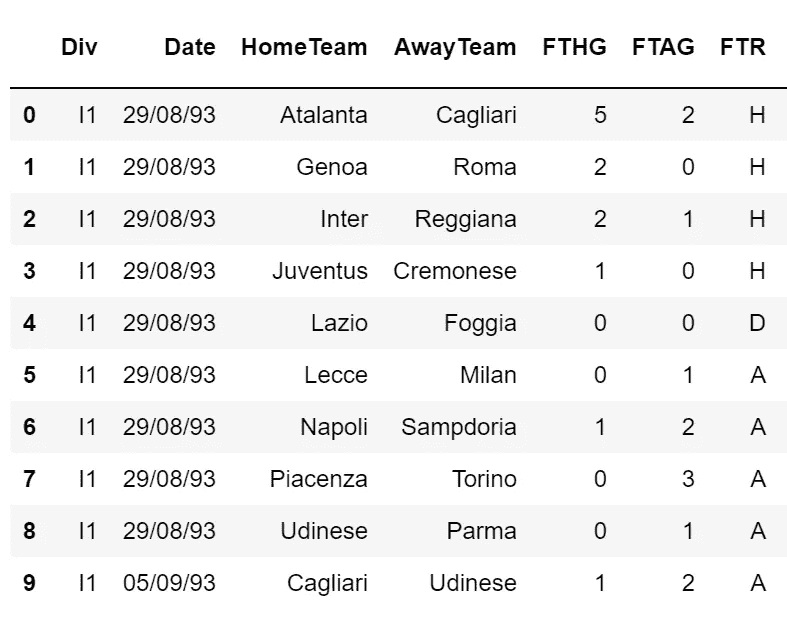 Div Date HomeTeam AwayTeam FTHG FTAG FTR
0 I1 29/08/93 Atalanta Cagliari 5 2 H
1 I1 29/08/93 Genoa Roma 2 0 H
2 I1 29/08/93 Inter Reggiana 2 1 H
3 I1 29/08/93 Juventus Cremonese 1 0 H
4 I1 29/08/93 Lazio Foggia 0 0 D
5 I1 29/08/93 Lecce Milan 0 1 A
6 I1 29/08/93 Napoli Sampdoria 1 2 A
7 I1 29/08/93 Piacenza Torino 0 3 A
8 I1 29/08/93 Udinese Parma 0 1 A
9 I1 05/09/93 Cagliari Udinese 1 2 A